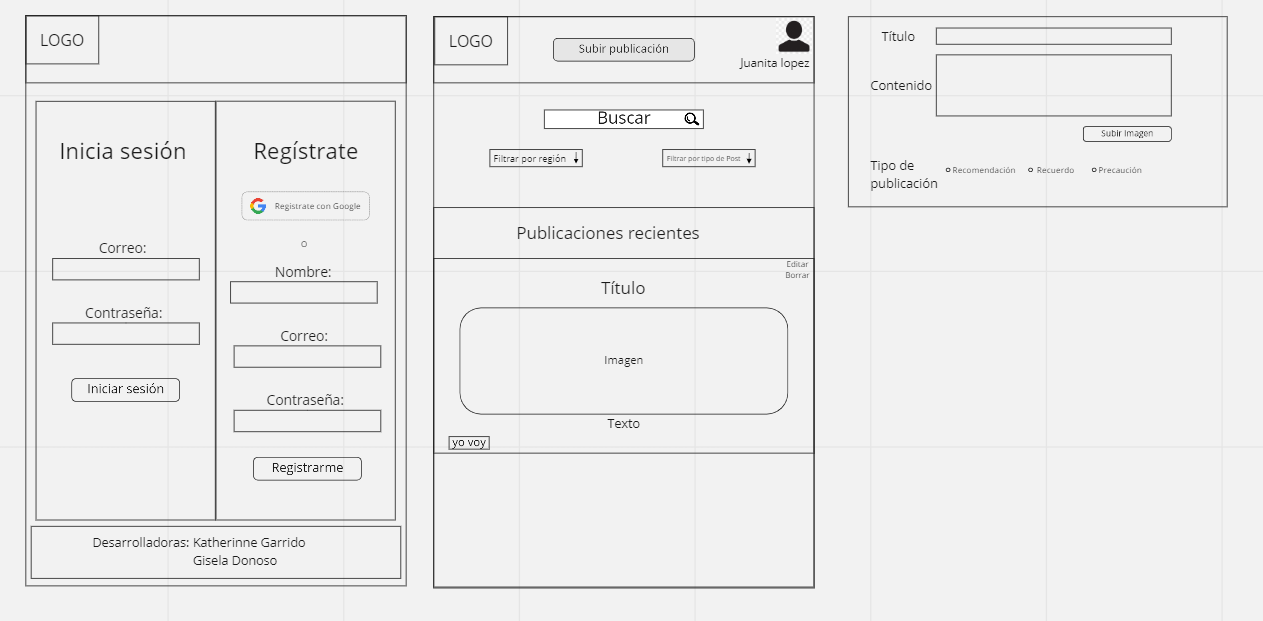 LOGO
Inicia sesión
Correo:
Contraseña:
Iniciar sesión
Regístrate
Registrate con Google
o
Nombre:
Correo:
Contraseña:
Registrarme
Desarrolladoras: Katherinne Garrido
Gisela Donoso
LOGO
Subir publicación
Juanita lopez
Buscar
Filtrar por región
Filtrar por tipo de Post
Publicaciones recientes
Editar
Borrar
Título
Imagen
Texto
yo voy
Título
Contenido
Subir Imagen
Tipo de
publicación
Recomendación
Recuerdo
Precaución